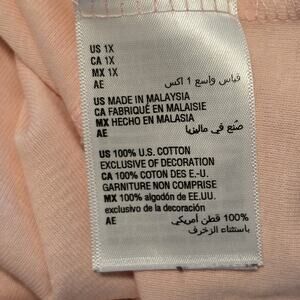 US 1X
CA 1X
MX 1X
AE قياس واسع 1 اكس
US MADE IN MALAYSIA
CA FABRIQUÉ EN MALAISIE
MX HECHO EN MALASIA
AE صُنع في ماليزيا
US 100% U.S. COTTON
EXCLUSIVE OF DECORATION
CA 100% COTON DES E.-U.
GARNITURE NON COMPRISE
MX 100% algodón de EE.UU.
exclusivo de la decoración
AE 100% قطن أمريكي
باستثناء الزخرف